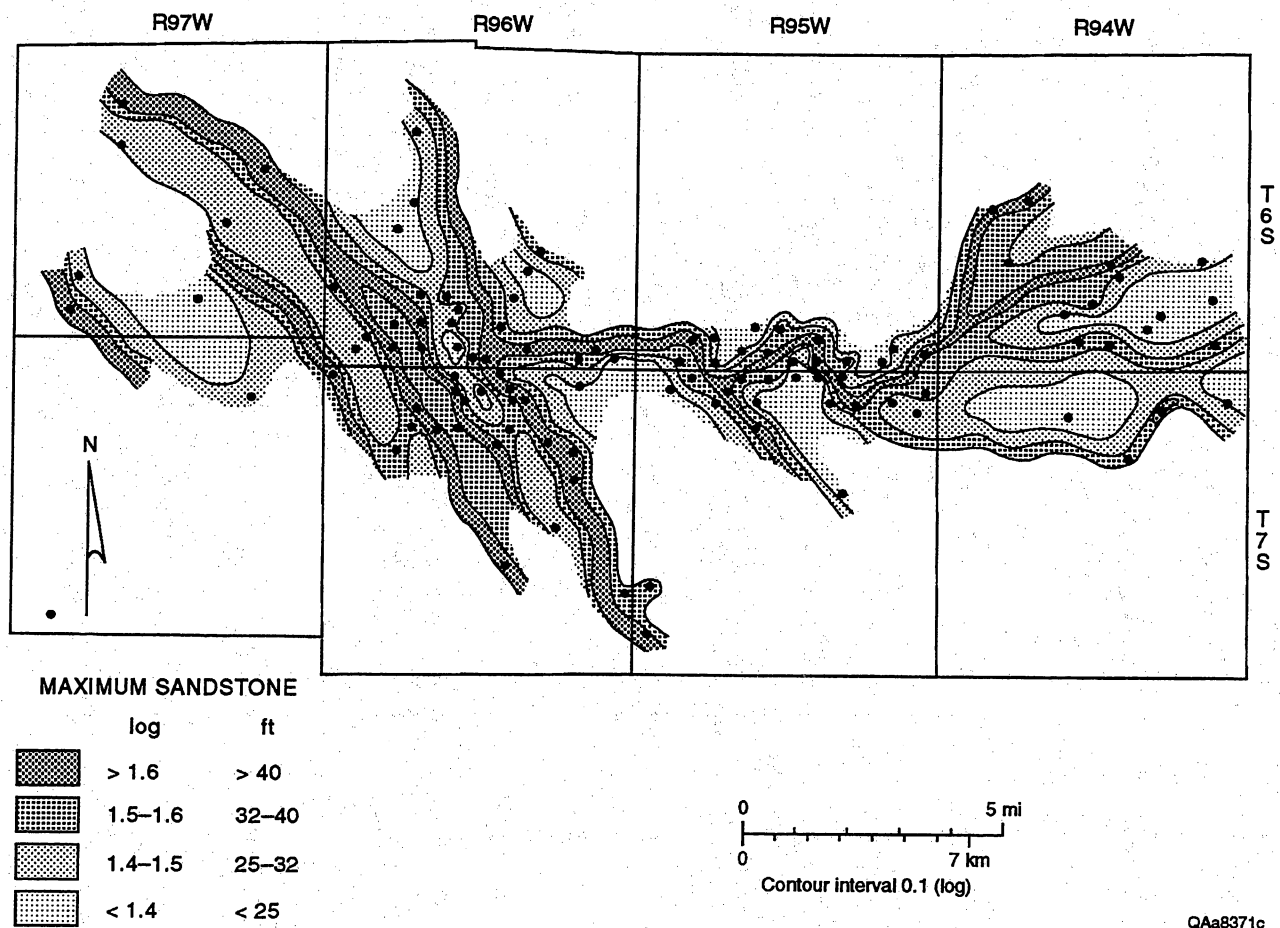 R97W R96W R95W R94W
T
6
S
T
7
S
N
MAXIMUM SANDSTONE
log ft
> 1.6 > 40
1.5–1.6 32–40
1.4–1.5 25–32
< 1.4 < 25
0 5 mi
0 7 km
Contour interval 0.1 (log)
QAa8371c